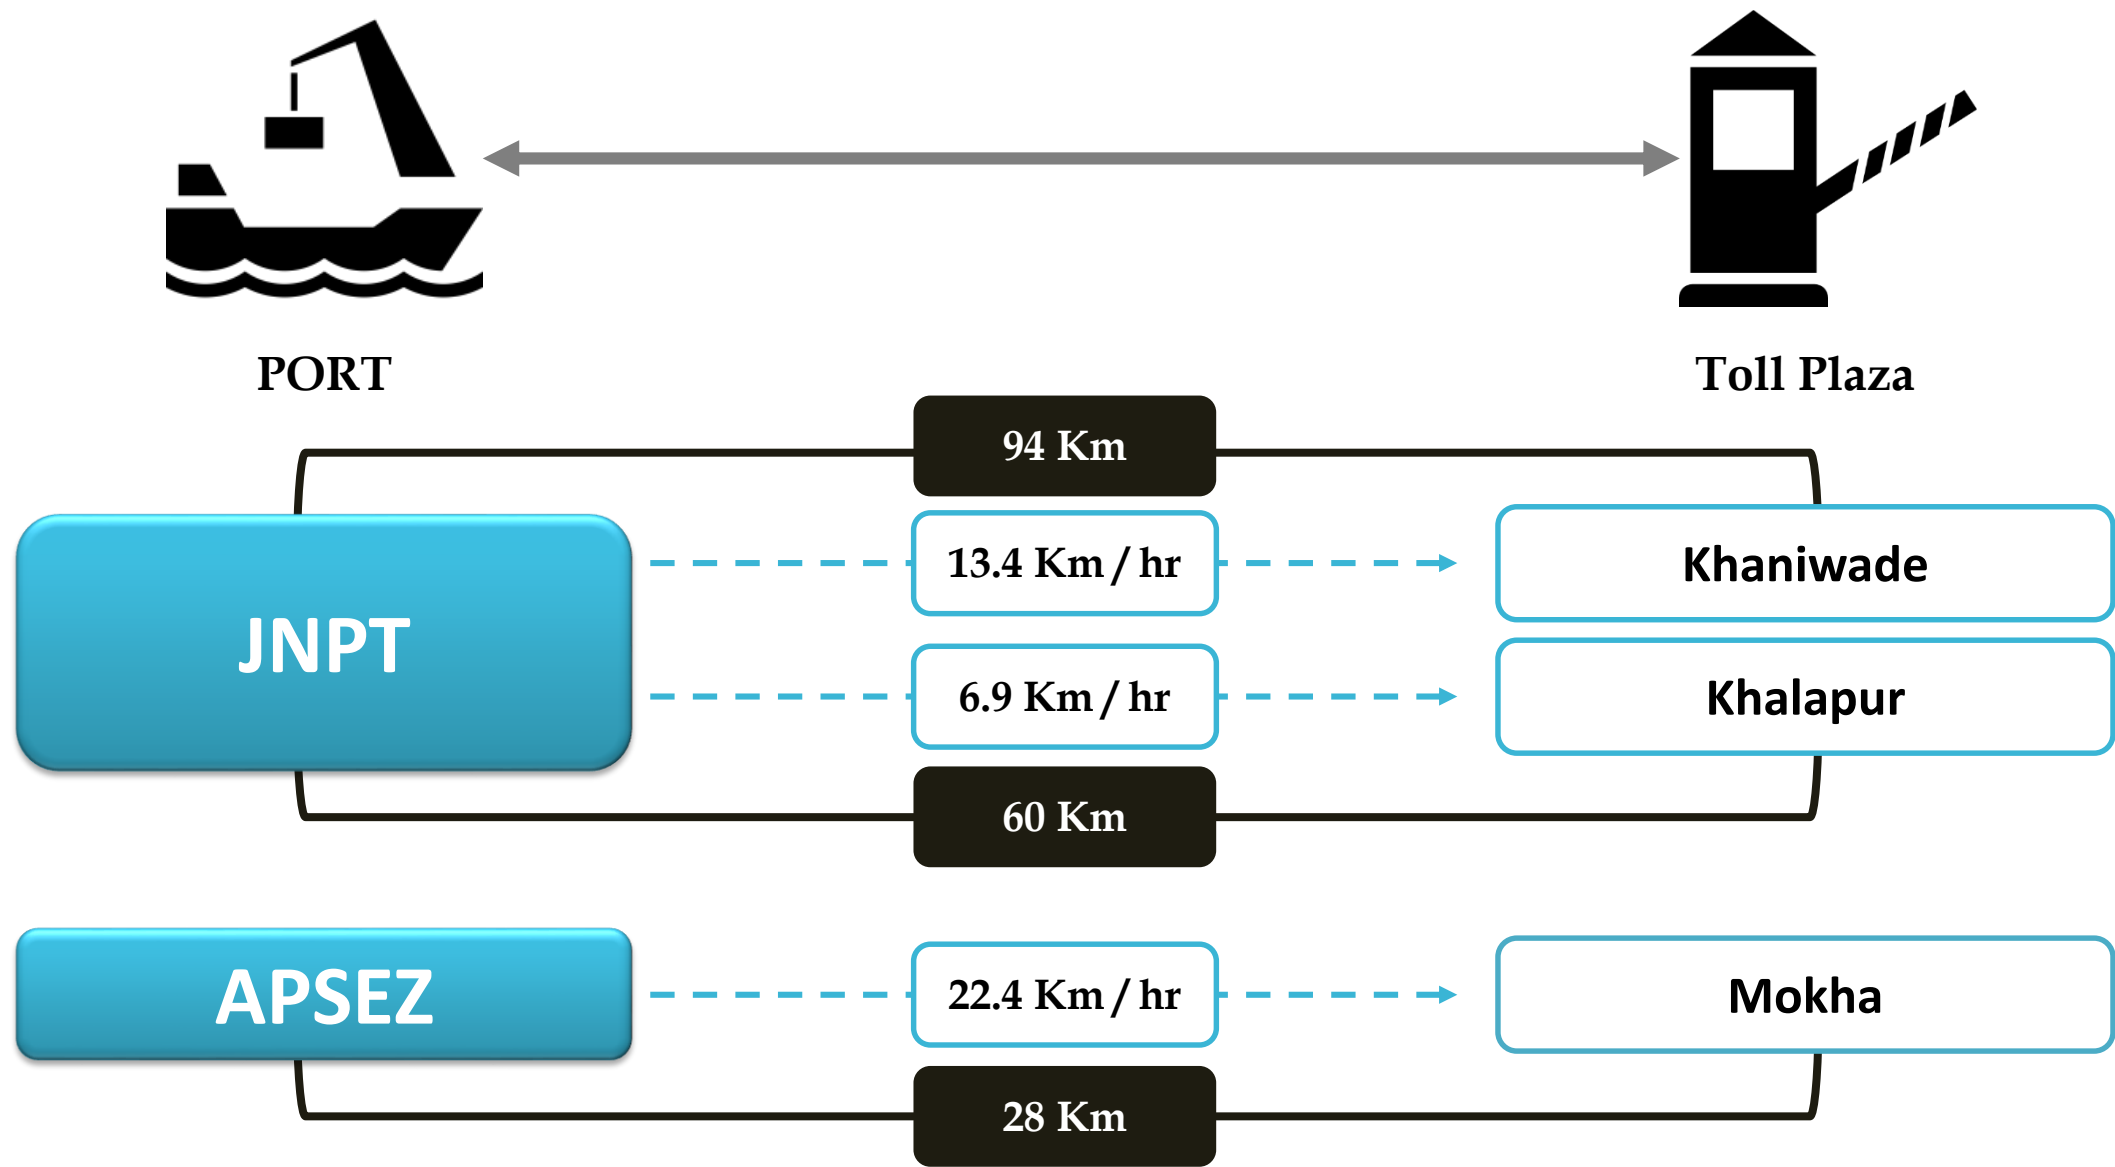 PORT
Toll Plaza
94 Km
JNPT
13.4 Km/hr
Khaniwade
6.9 Km/hr
Khalapur
60 Km
APSEZ
22.4 Km/hr
Mokha
28 Km